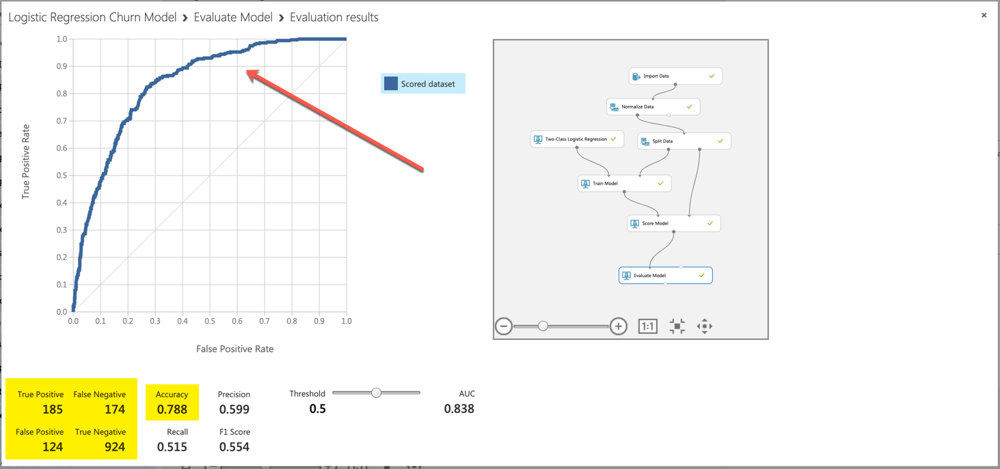 Logistic Regression Churn Model › Evaluate Model › Evaluation results
1.0
0.9
0.8
0.7
0.6
0.5
0.4
0.3
0.2
0.1
0.0
True Positive Rate
0.0 0.1 0.2 0.3 0.4 0.5 0.6 0.7 0.8 0.9 1.0
False Positive Rate
Scored dataset
Import Data
Normalize Data
Two-Class Logistic Regression
Split Data
Train Model
Score Model
Evaluate Model
1:1
True Positive False Negative Accuracy Precision Threshold AUC
185 174 0.788 0.599 0.5 0.838
False Positive True Negative Recall F1 Score
124 924 0.515 0.554